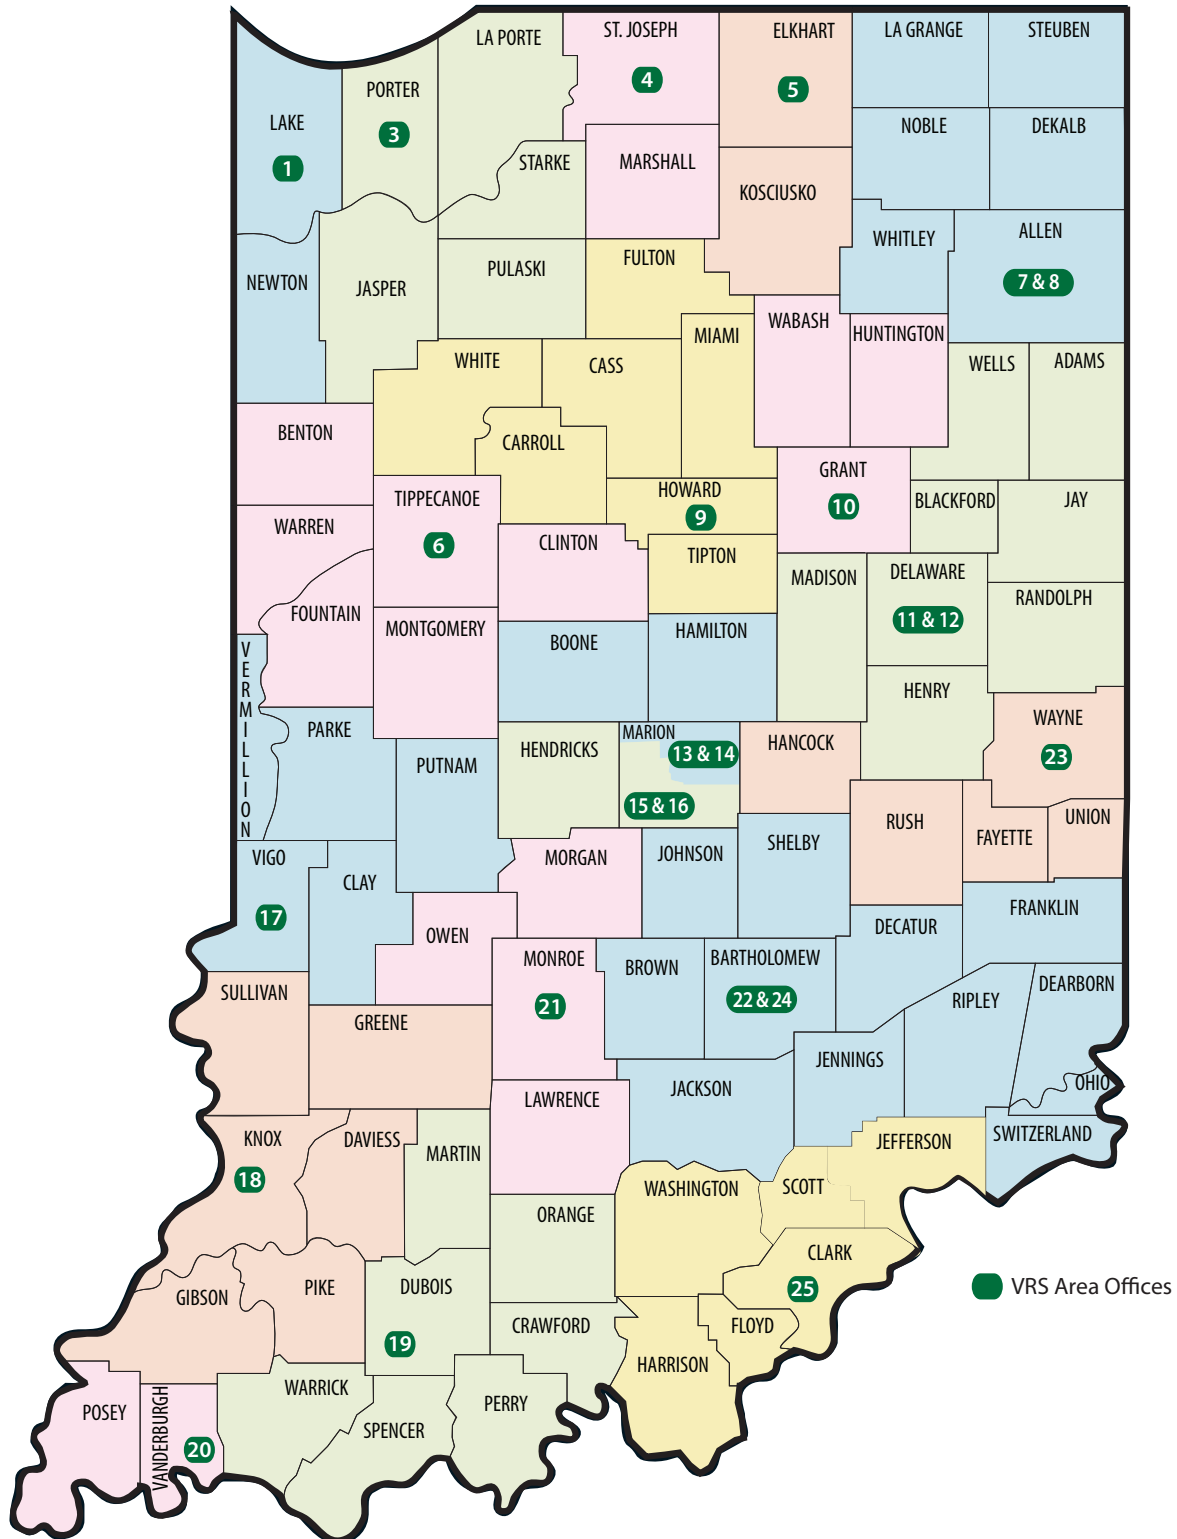 LA PORTE
ST. JOSEPH
4
ELKHART
5
LA GRANGE
STEUBEN
PORTER
3
LAKE
1
NOBLE
DEKALB
STARKE
MARSHALL
KOSCIUSKO
WHITLEY
ALLEN
7 & 8
NEWTON
JASPER
PULASKI
FULTON
WABASH
HUNTINGTON
MIAMI
WHITE
CASS
WELLS
ADAMS
BENTON
CARROLL
GRANT
10
TIPPECANOE
6
HOWARD
9
BLACKFORD
JAY
WARREN
CLINTON
TIPTON
MADISON
DELAWARE
11 & 12
RANDOLPH
FOUNTAIN
MONTGOMERY
BOONE
HAMILTON
VERMILLION
HENRY
PARKE
PUTNAM
HENDRICKS
MARION
13 & 14
15 & 16
HANCOCK
WAYNE
23
RUSH
FAYETTE
UNION
VIGO
17
CLAY
MORGAN
JOHNSON
SHELBY
OWEN
DECATUR
FRANKLIN
MONROE
21
BROWN
BARTHOLOMEW
22 & 24
RIPLEY
DEARBORN
SULLIVAN
GREENE
JENNINGS
OHIO
JACKSON
LAWRENCE
KNOX
18
DAVIESS
MARTIN
JEFFERSON
SWITZERLAND
WASHINGTON
SCOTT
ORANGE
CLARK
25
VRS Area Offices
GIBSON
PIKE
DUBOIS
19
CRAWFORD
FLOYD
HARRISON
WARRICK
PERRY
POSEY
VANDERBURGH
20
SPENCER